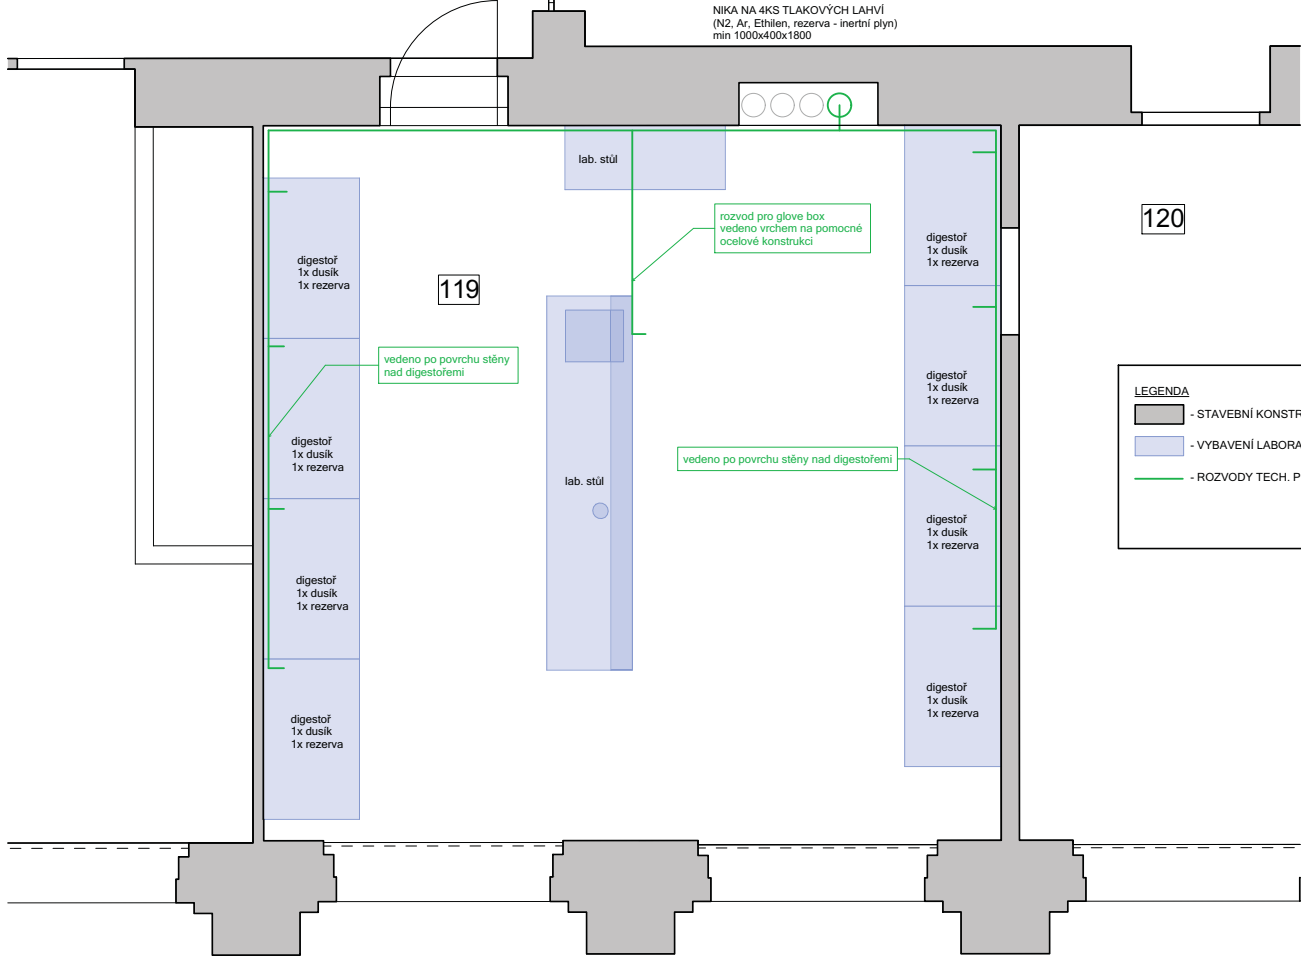 NIKA NA 4KS TLAKOVÝCH LAHVÍ
(N2, Ar, Ethilen, rezerva - inertní plyn)
min 1000x400x1800
lab. stůl
rozvod pro glove box
vedeno vrchem na pomocné
ocelové konstrukci
120
digestoř
1x dusík
1x rezerva
digestoř
1x dusík
1x rezerva
119
vedeno po povrchu stěny
nad digestořemi
digestoř
1x dusík
1x rezerva
LEGENDA
- STAVEBNÍ KONSTR
- VYBAVENÍ LABORA
- ROZVODY TECH. P
digestoř
1x dusík
1x rezerva
vedeno po povrchu stěny nad digestořemi
lab. stůl
digestoř
1x dusík
1x rezerva
digestoř
1x dusík
1x rezerva
digestoř
1x dusík
1x rezerva
digestoř
1x dusík
1x rezerva